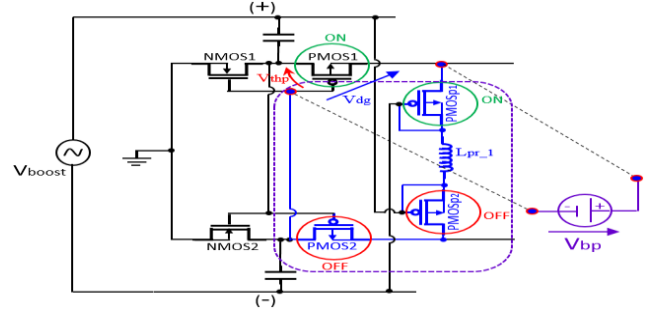 (+)
ON
NMOS1
PMOS1
Vthp
Vdg
PMOSp1
ON
Lpr_1
Vboost
PMOSp2
OFF
- +
Vbp
NMOS2
PMOS2
OFF
(-)